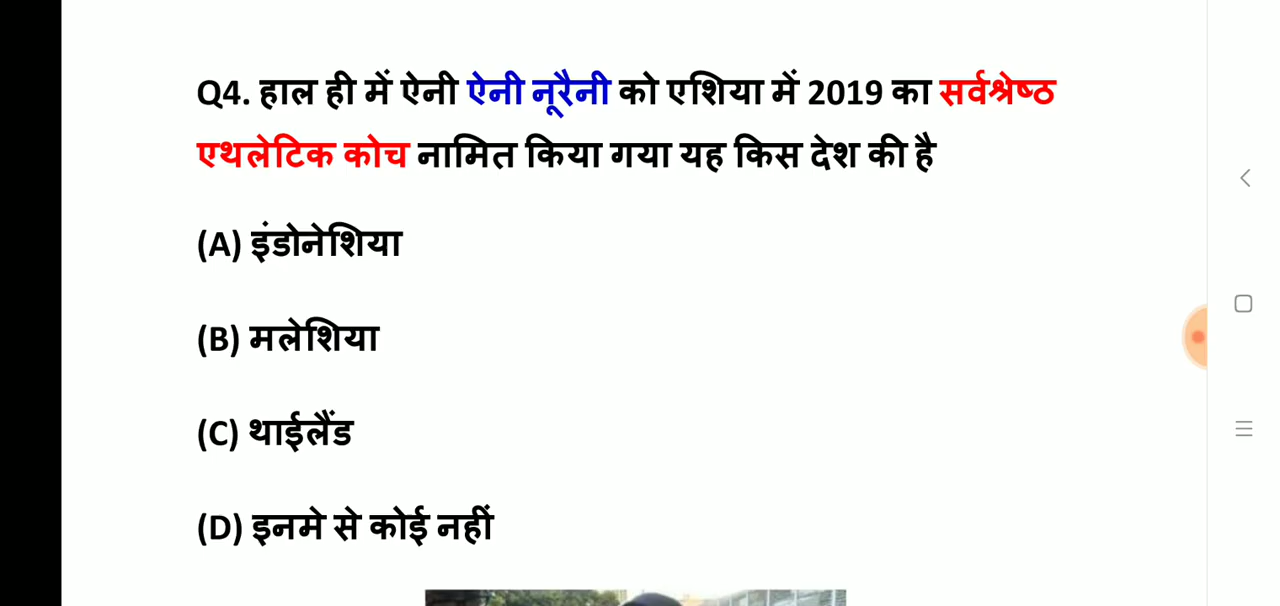 Q4. हाल ही में ऐनी ऐनी नूरैनी को एशिया में 2019 का सर्वश्रेष्ठ
एथलेटिक कोच नामित किया गया यह किस देश की है
(A) इंडोनेशिया
(B) मलेशिया
(C) थाईलैंड
(D) इनमे से कोई नहीं